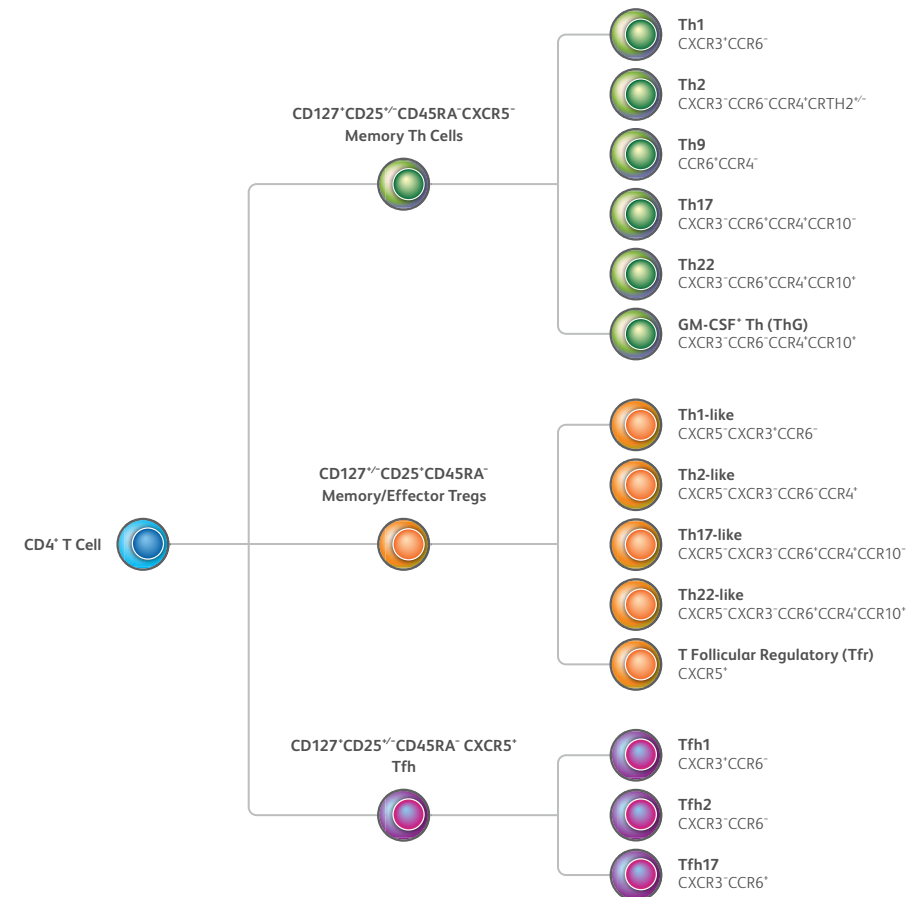 CD4⁺ T Cell
CD127⁺CD25⁺/⁻CD45RA⁻CXCR5⁻
Memory Th Cells
Th1
CXCR3⁺CCR6⁻
Th2
CXCR3⁻CCR6⁻CCR4⁺CRTH2⁺/⁻
Th9
CCR6⁺CCR4⁻
Th17
CXCR3⁻CCR6⁺CCR4⁺CCR10⁻
Th22
CXCR3⁻CCR6⁺CCR4⁺CCR10⁺
GM-CSF⁺ Th (ThG)
CXCR3⁻CCR6⁻CCR4⁺CCR10⁺
CD127⁺/⁻CD25⁺CD45RA⁻
Memory/Effector Tregs
Th1-like
CXCR5⁻CXCR3⁺CCR6⁻
Th2-like
CXCR5⁻CXCR3⁻CCR6⁻CCR4⁺
Th17-like
CXCR5⁻CXCR3⁻CCR6⁺CCR4⁺CCR10⁻
Th22-like
CXCR5⁻CXCR3⁻CCR6⁺CCR4⁺CCR10⁺
T Follicular Regulatory (Tfr)
CXCR5⁺
CD127⁺CD25⁺/⁻CD45RA⁻ CXCR5⁺
Tfh
Tfh1
CXCR3⁺CCR6⁻
Tfh2
CXCR3⁻CCR6⁻
Tfh17
CXCR3⁻CCR6⁺